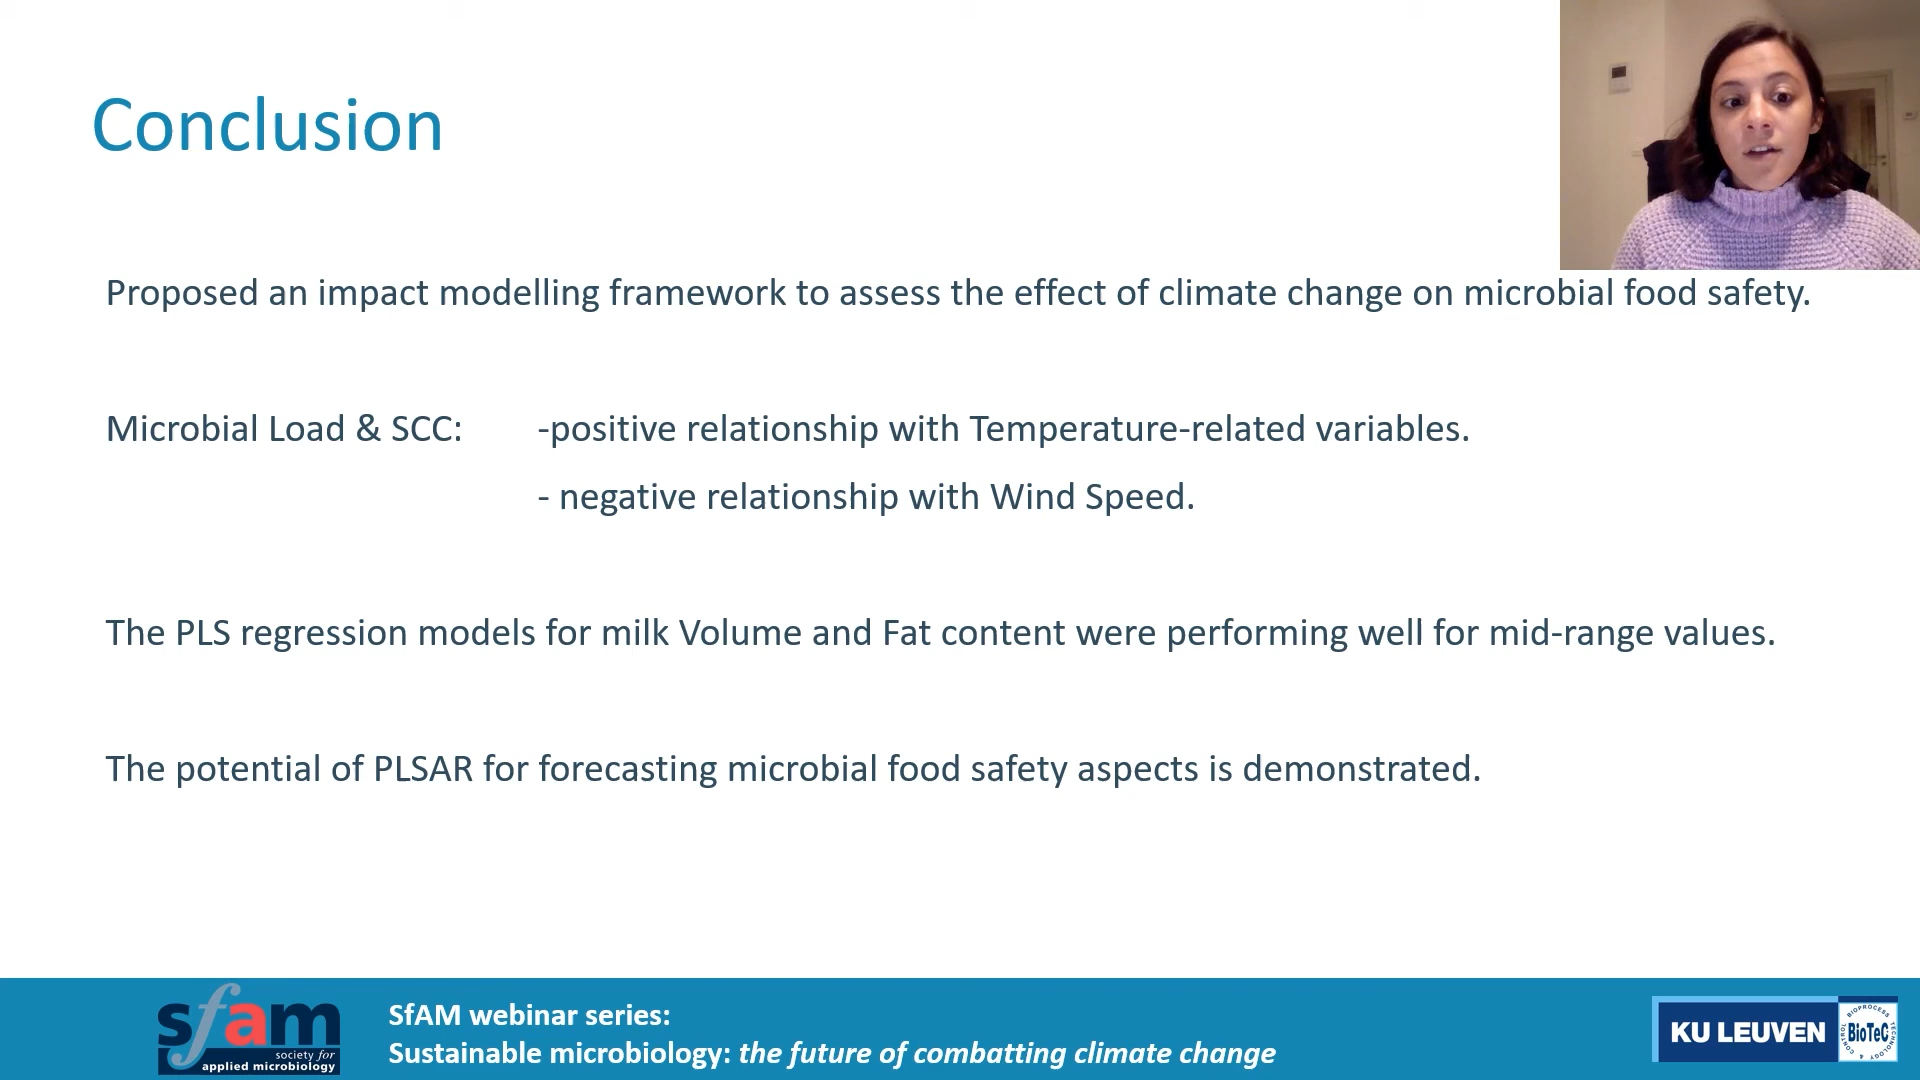 Conclusion
Proposed an impact modelling framework to assess the effect of climate change on microbial food safety.
Microbial Load & SCC: -positive relationship with Temperature-related variables.
- negative relationship with Wind Speed.
The PLS regression models for milk Volume and Fat content were performing well for mid-range values.
The potential of PLSAR for forecasting microbial food safety aspects is demonstrated.
sfam
society for
applied microbiology
SfAM webinar series:
Sustainable microbiology: the future of combatting climate change
KU LEUVEN
BioTeC
BIOPROCESS TECHNOLOGY & CONTROL